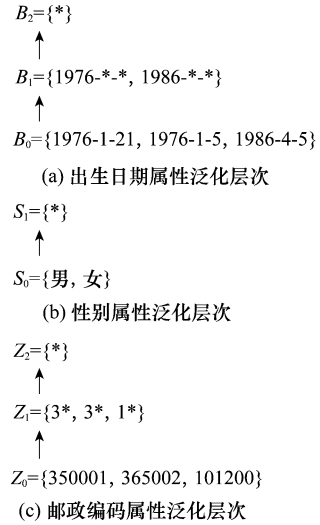 B₂={*}
B₁={1976-*-*, 1986-*-*}
B₀={1976-1-21, 1976-1-5, 1986-4-5}
(a) 出生日期属性泛化层次
S₁={*}
S₀={男, 女}
(b) 性别属性泛化层次
Z₂={*}
Z₁={3*, 3*, 1*}
Z₀={350001, 365002, 101200}
(c) 邮政编码属性泛化层次